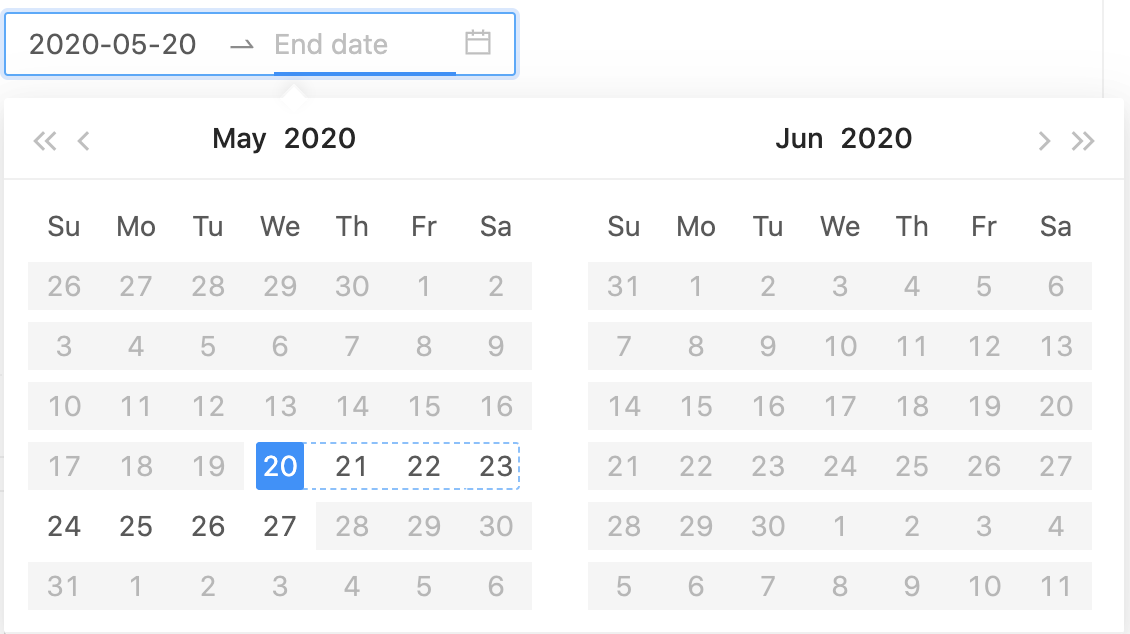 2020-05-20 → End date
May 2020
Su Mo Tu We Th Fr Sa
26 27 28 29 30 1 2
3 4 5 6 7 8 9
10 11 12 13 14 15 16
17 18 19 20 21 22 23
24 25 26 27 28 29 30
31 1 2 3 4 5 6
Jun 2020
Su Mo Tu We Th Fr Sa
31 1 2 3 4 5 6
7 8 9 10 11 12 13
14 15 16 17 18 19 20
21 22 23 24 25 26 27
28 29 30 1 2 3 4
5 6 7 8 9 10 11